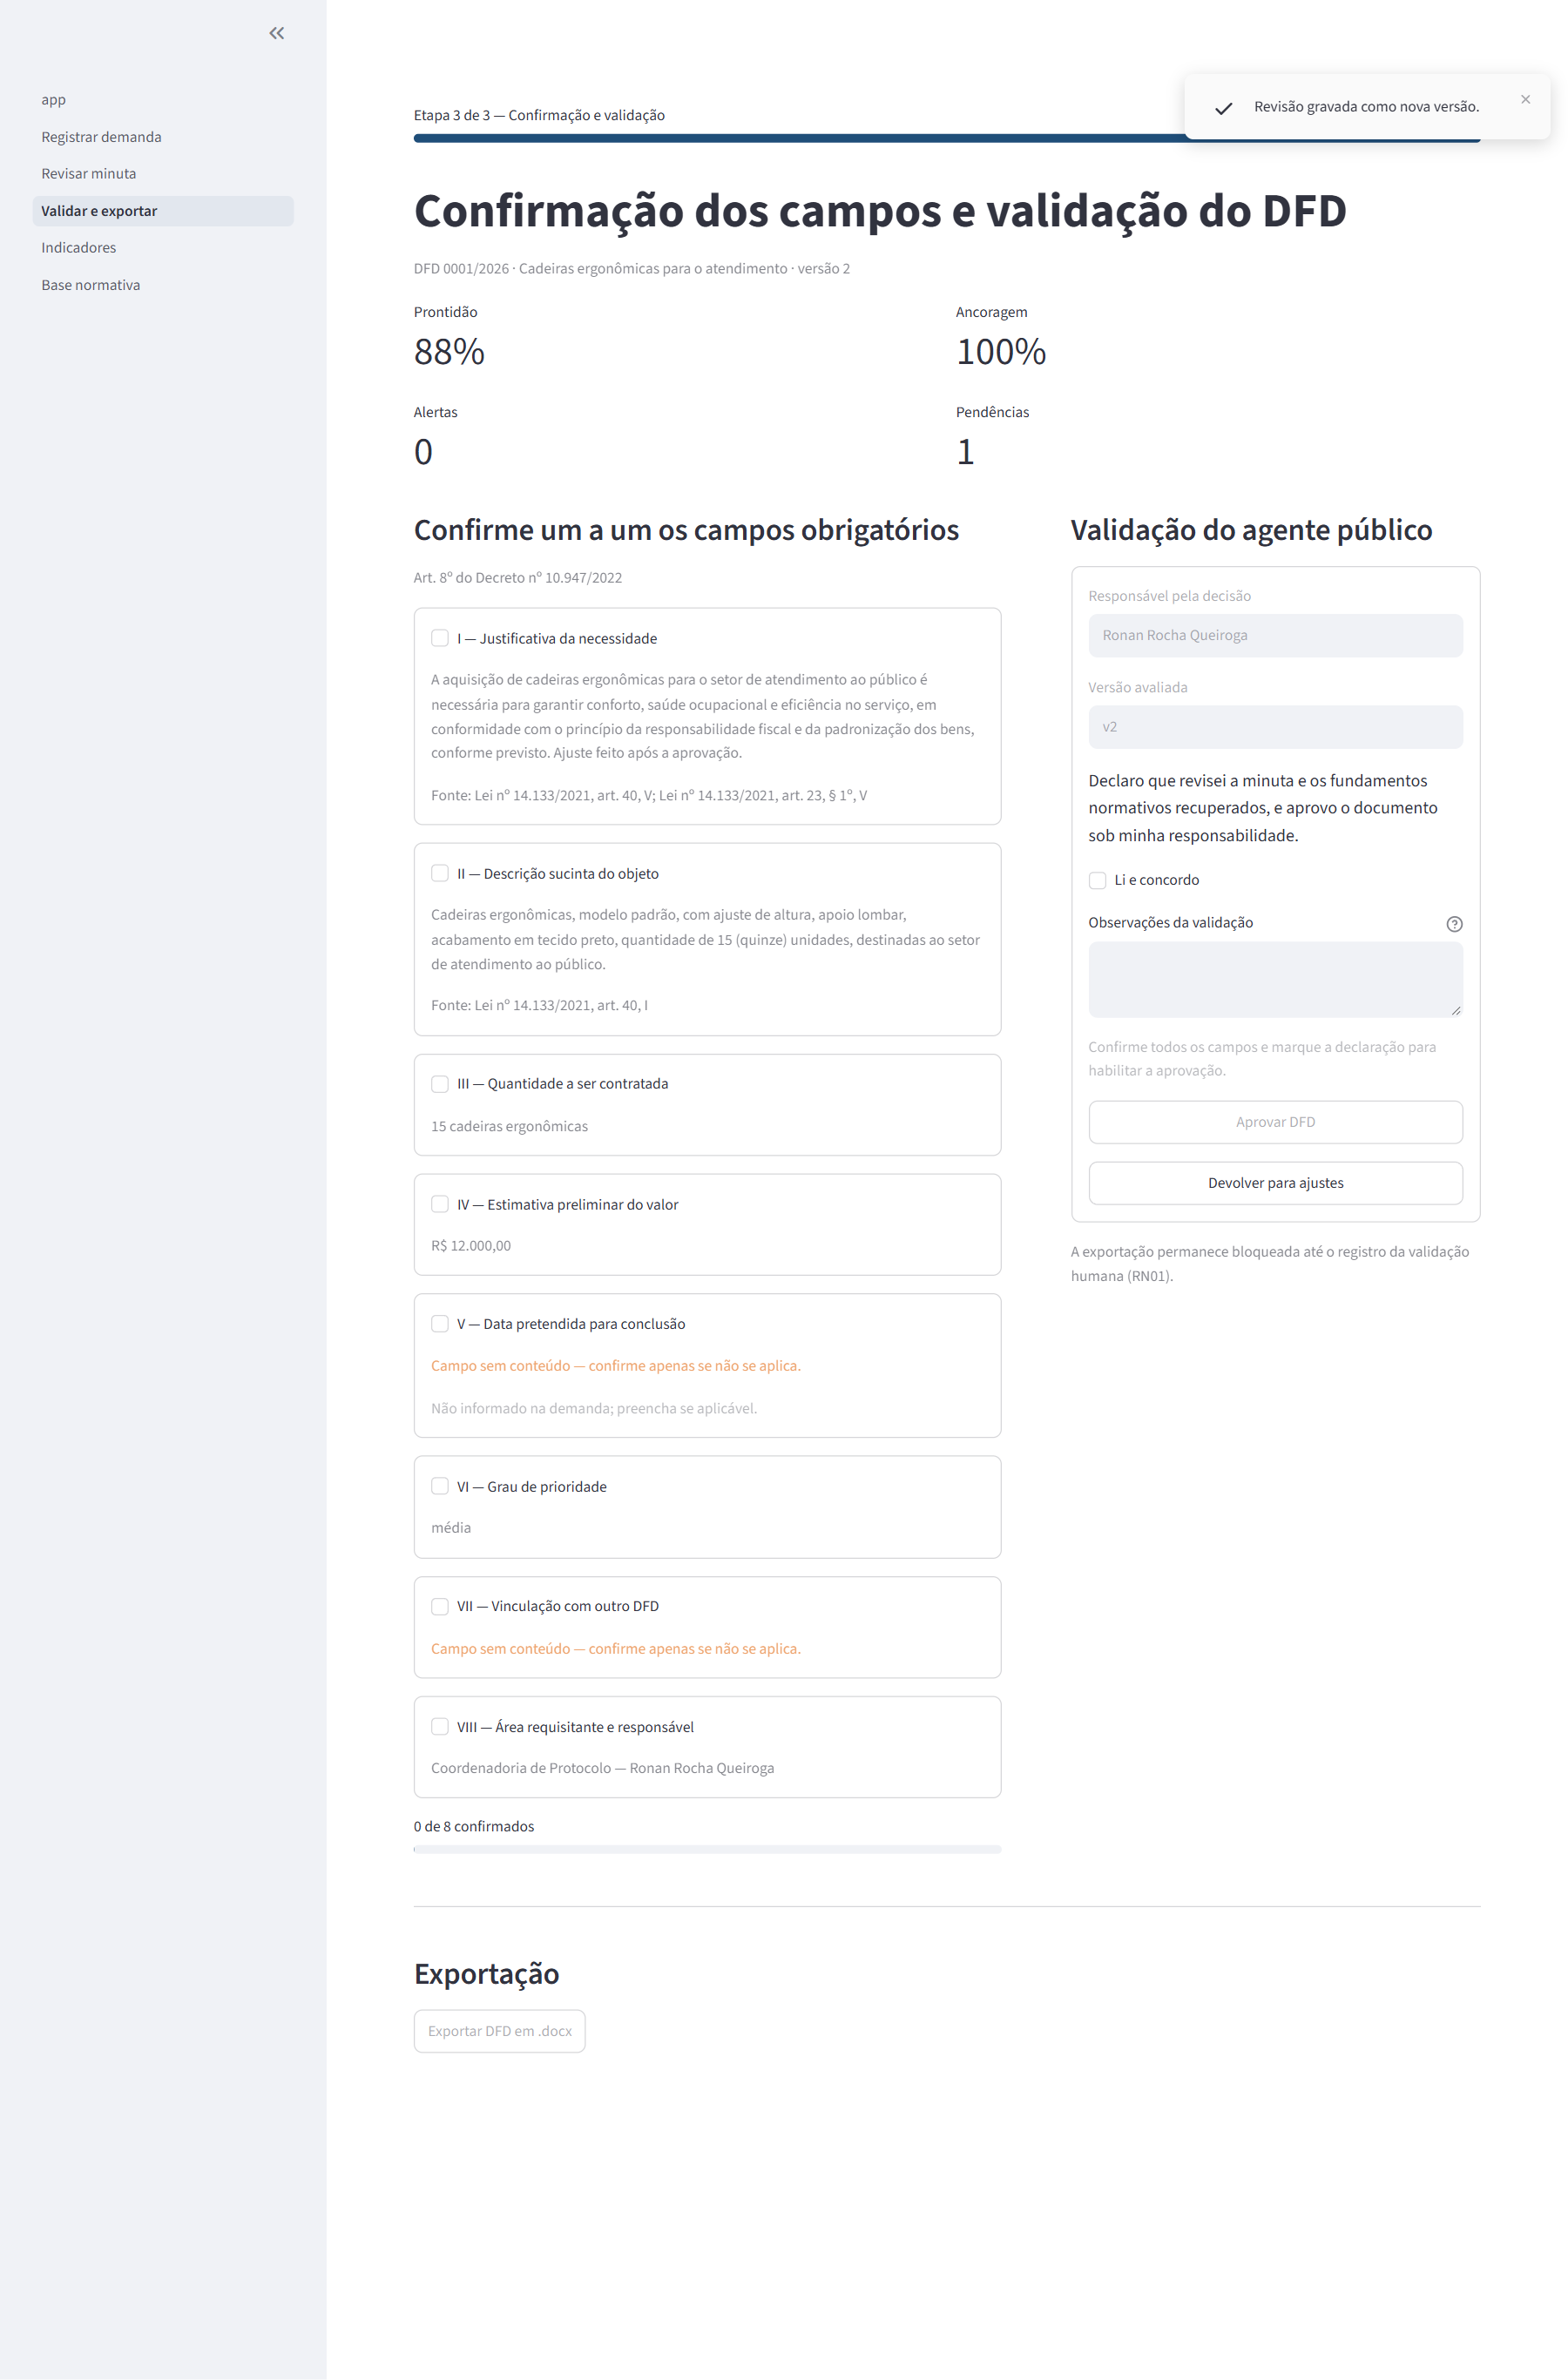 app
Registrar demanda
Revisar minuta
Validar e exportar
Indicadores
Base normativa
Etapa 3 de 3 — Confirmação e validação
Revisão gravada como nova versão.
Confirmação dos campos e validação do DFD
DFD 0001/2026 · Cadeiras ergonômicas para o atendimento · versão 2
Prontidão
88%
Ancoragem
100%
Alertas
0
Pendências
1
Confirme um a um os campos obrigatórios
Art. 8º do Decreto nº 10.947/2022
I — Justificativa da necessidade
A aquisição de cadeiras ergonômicas para o setor de atendimento ao público é
necessária para garantir conforto, saúde ocupacional e eficiência no serviço, em
conformidade com o princípio da responsabilidade fiscal e da padronização dos bens,
conforme previsto. Ajuste feito após a aprovação.
Fonte: Lei nº 14.133/2021, art. 40, V; Lei nº 14.133/2021, art. 23, § 1º, V
II — Descrição sucinta do objeto
Cadeiras ergonômicas, modelo padrão, com ajuste de altura, apoio lombar,
acabamento em tecido preto, quantidade de 15 (quinze) unidades, destinadas ao setor
de atendimento ao público.
Fonte: Lei nº 14.133/2021, art. 40, I
III — Quantidade a ser contratada
15 cadeiras ergonômicas
IV — Estimativa preliminar do valor
R$ 12.000,00
V — Data pretendida para conclusão
Campo sem conteúdo — confirme apenas se não se aplica.
Não informado na demanda; preencha se aplicável.
VI — Grau de prioridade
média
VII — Vinculação com outro DFD
Campo sem conteúdo — confirme apenas se não se aplica.
VIII — Área requisitante e responsável
Coordenadoria de Protocolo — Ronan Rocha Queiroga
0 de 8 confirmados
Validação do agente público
Responsável pela decisão
Ronan Rocha Queiroga
Versão avaliada
v2
Declaro que revisei a minuta e os fundamentos
normativos recuperados, e aprovo o documento
sob minha responsabilidade.
Li e concordo
Observações da validação
Confirme todos os campos e marque a declaração para
habilitar a aprovação.
Aprovar DFD
Devolver para ajustes
A exportação permanece bloqueada até o registro da validação
humana (RN01).
Exportação
Exportar DFD em .docx